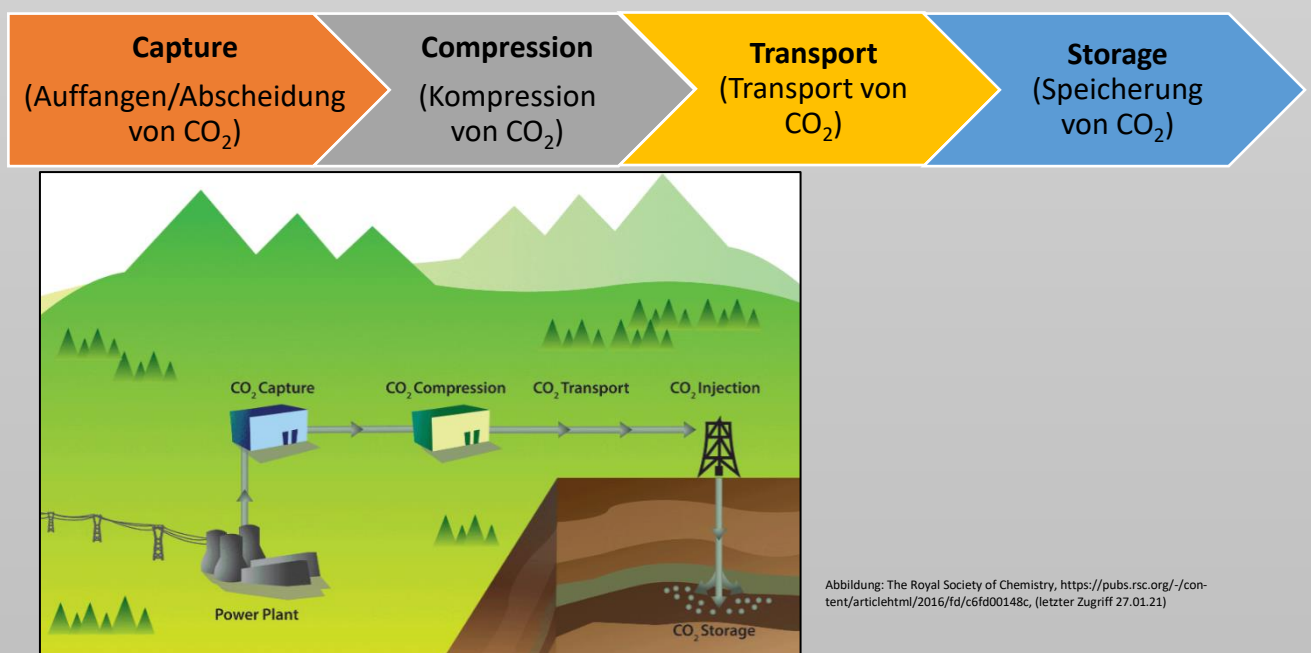 Capture
(Auffangen/Abscheidung
von CO₂)
Compression
(Kompression
von CO₂)
Transport
(Transport von
CO₂)
Storage
(Speicherung
von CO₂)
CO₂ Capture
CO₂ Compression
CO₂ Transport
CO₂ Injection
Power Plant
CO₂ Storage
Abbildung: The Royal Society of Chemistry, https://pubs.rsc.org/-/con-
tent/articlehtml/2016/fd/c6fd00148c, (letzter Zugriff 27.01.21)